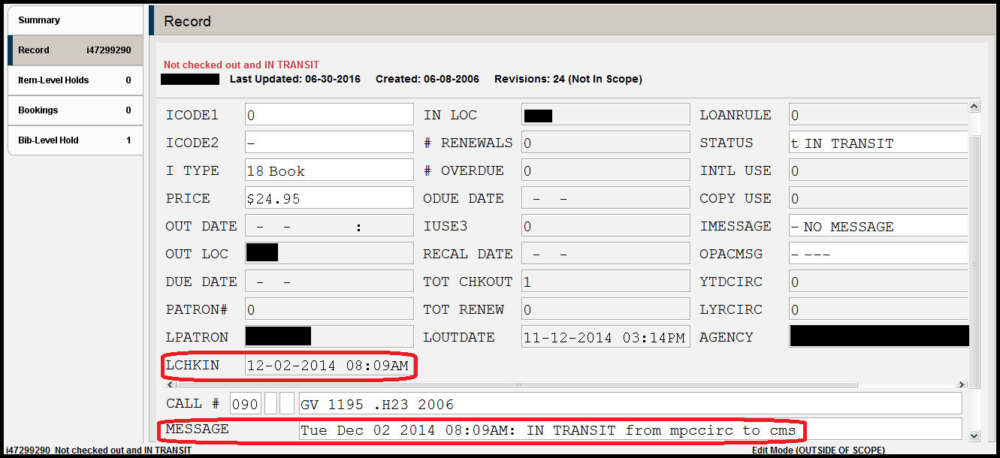 Summary
Record i47299290
Item-Level Holds 0
Bookings 0
Bib-Level Hold 1
Record
Not checked out and IN TRANSIT
Last Updated: 06-30-2016 Created: 06-08-2006 Revisions: 24 (Not In Scope)
ICODE1 0 IN LOC LOANRULE 0
ICODE2 – # RENEWALS 0 STATUS t IN TRANSIT
I TYPE 18 Book # OVERDUE 0 INTL USE 0
PRICE $24.95 ODUE DATE - - COPY USE 0
OUT DATE - - : IUSE3 0 IMESSAGE - NO MESSAGE
OUT LOC RECAL DATE - - OPACMSG - ---
DUE DATE - - TOT CHKOUT 1 YTDCIRC 0
PATRON# 0 TOT RENEW 0 LYRCIRC 0
LPATRON LOUTDATE 11-12-2014 03:14PM AGENCY
LCHKIN 12-02-2014 08:09AM
CALL # 090 GV 1195 .H23 2006
MESSAGE Tue Dec 02 2014 08:09AM: IN TRANSIT from mpccirc to cms
i47299290 Not checked out and IN TRANSIT Edit Mode (OUTSIDE OF SCOPE)